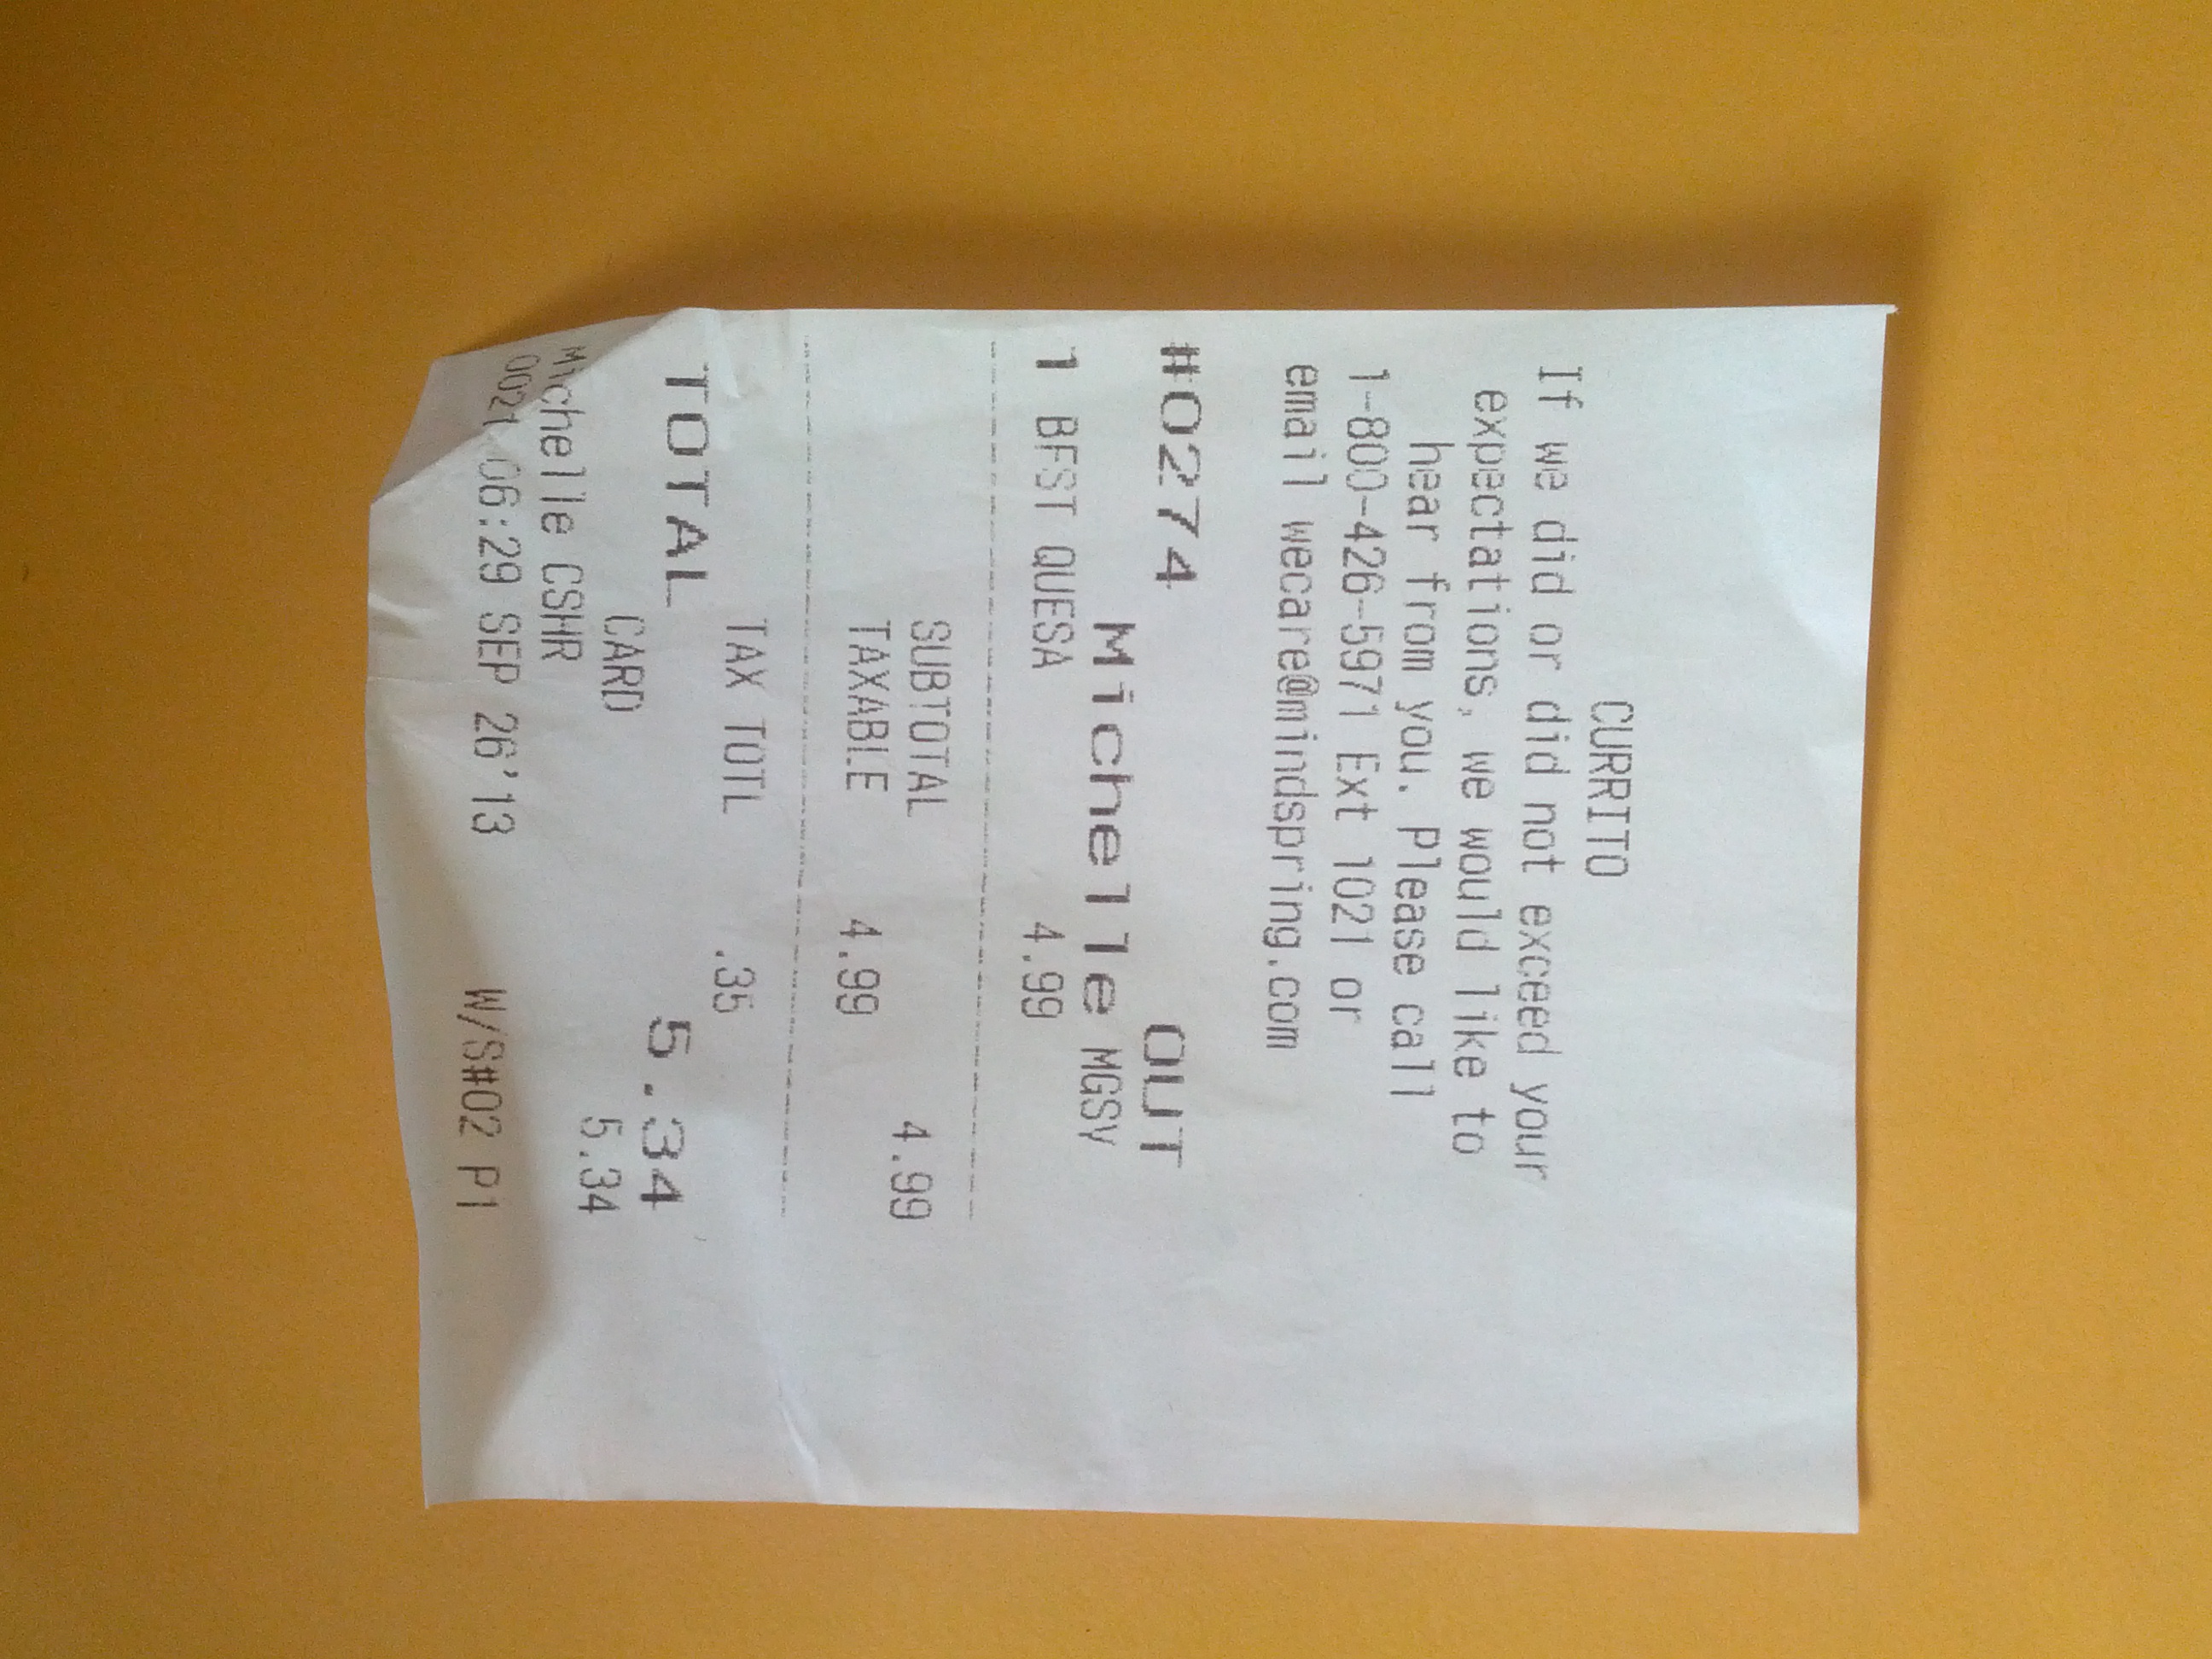 CURRITO
If we did or did not exceed your
expectations, we would like to
hear from you. Please call
1-800-426-5971 Ext 1021 or
email wecare@mindspring.com
#0274 OUT
Michelle MGSV
1 BEST QUESA 4.99
SUBTOTAL 4.99
TAXABLE 4.99
TAX TOTL .35
TOTAL 5.34
CARD 5.34
Michelle CSHR
0021 06:29 SEP 26'13 W/S#02 P1